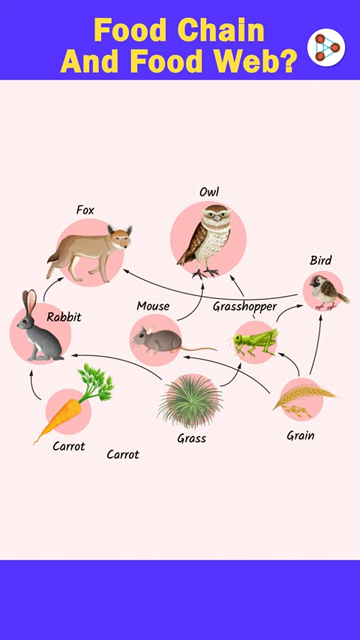 Food Chain
And Food Web?
Owl
Fox
Bird
Rabbit
Mouse
Grasshopper
Carrot
Carrot
Grass
Grain